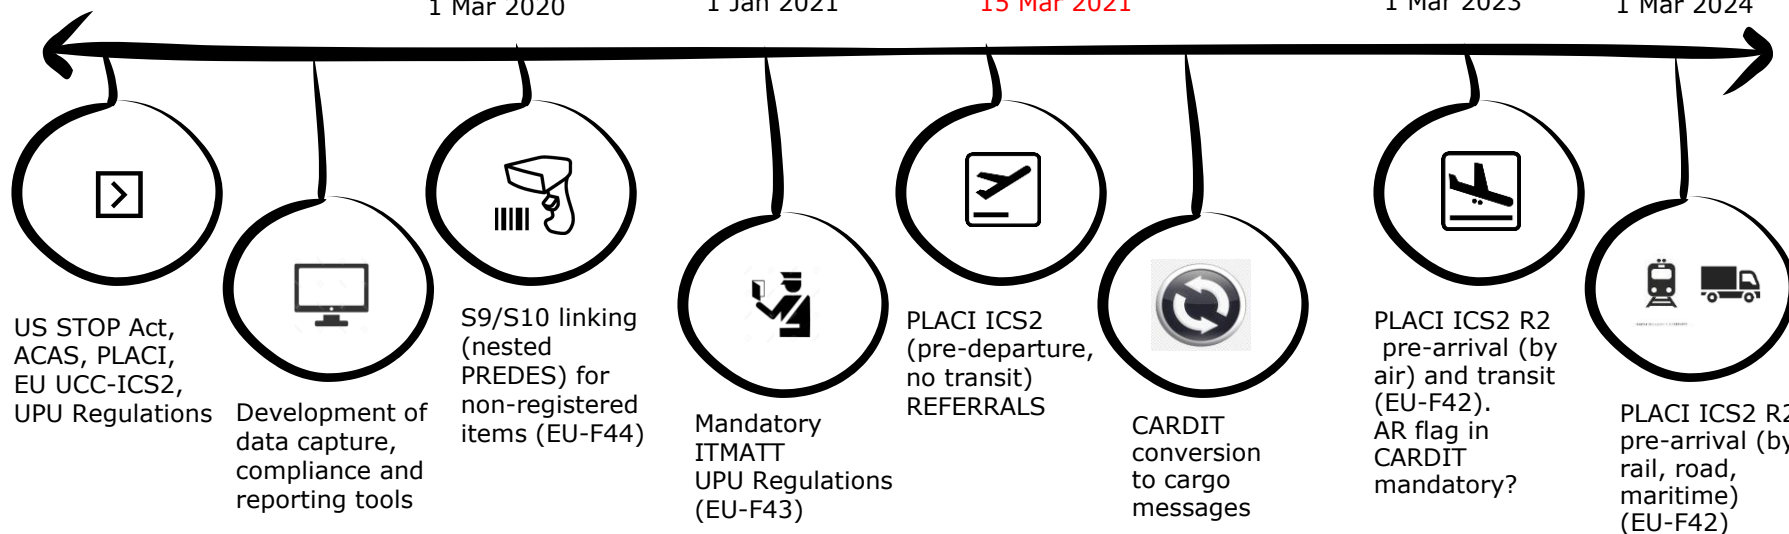 1 Mar 2020
1 Jan 2021
15 Mar 2021
1 Mar 2023
1 Mar 2024
US STOP Act,
ACAS, PLACI,
EU UCC-ICS2,
UPU Regulations
Development of
data capture,
compliance and
reporting tools
S9/S10 linking
(nested
PREDES) for
non-registered
items (EU-F44)
Mandatory
ITMATT
UPU Regulations
(EU-F43)
PLACI ICS2
(pre-departure,
no transit)
REFERRALS
CARDIT
conversion
to cargo
messages
PLACI ICS2 R2
pre-arrival (by
air) and transit
(EU-F42).
AR flag in
CARDIT
mandatory?
PLACI ICS2 R2
pre-arrival (by
rail, road,
maritime)
(EU-F42)